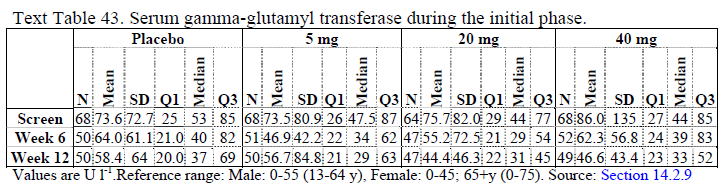 Text Table 43. Serum gamma-glutamyl transferase during the initial phase.
Placebo 5 mg 20 mg 40 mg
N Mean SD Q1 Median Q3 N Mean SD Q1 Median Q3 N Mean SD Q1 Median Q3 N Mean SD Q1 Median Q3
Screen 68 73.6 72.7 25 53 85 68 73.5 80.9 26 47.5 87 64 75.7 82.0 29 44 77 68 86.0 135 27 44 85
Week 6 50 64.0 61.1 21.0 40 82 51 46.9 42.2 22 34 62 47 55.2 72.5 21 29 54 52 62.3 56.8 24 39 83
Week 12 50 58.4 64 20.0 37 69 50 56.7 84.8 21 29 63 47 44.4 46.3 22 31 45 49 46.6 43.4 23 33 52
Values are U l-1.Reference range: Male: 0-55 (13-64 y), Female: 0-45; 65+y (0-75). Source: Section 14.2.9